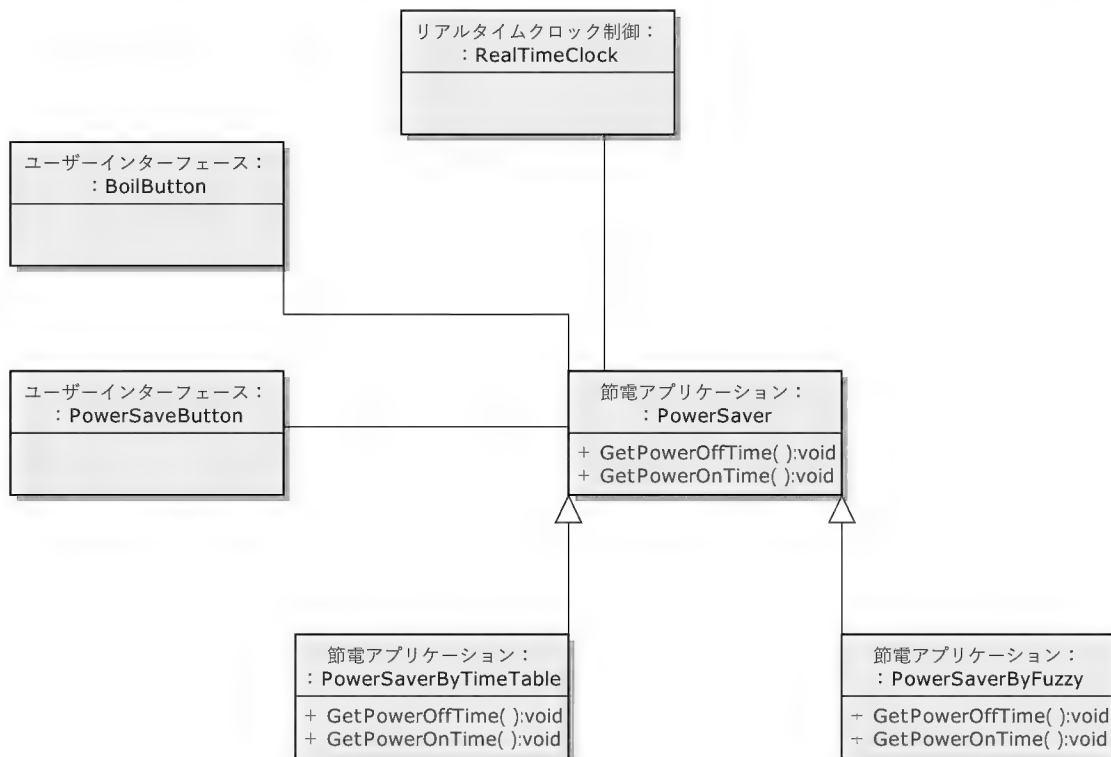 リアルタイムクロック制御：
：RealTimeClock
ユーザーインターフェース：
：BoilButton
ユーザーインターフェース：
：PowerSaveButton
節電アプリケーション：
：PowerSaver
+ GetPowerOffTime( ):void
+ GetPowerOnTime( ):void
節電アプリケーション：
：PowerSaverByTimeTable
+ GetPowerOffTime( ):void
+ GetPowerOnTime( ):void
節電アプリケーション：
：PowerSaverByFuzzy
+ GetPowerOffTime( ):void
+ GetPowerOnTime( ):void